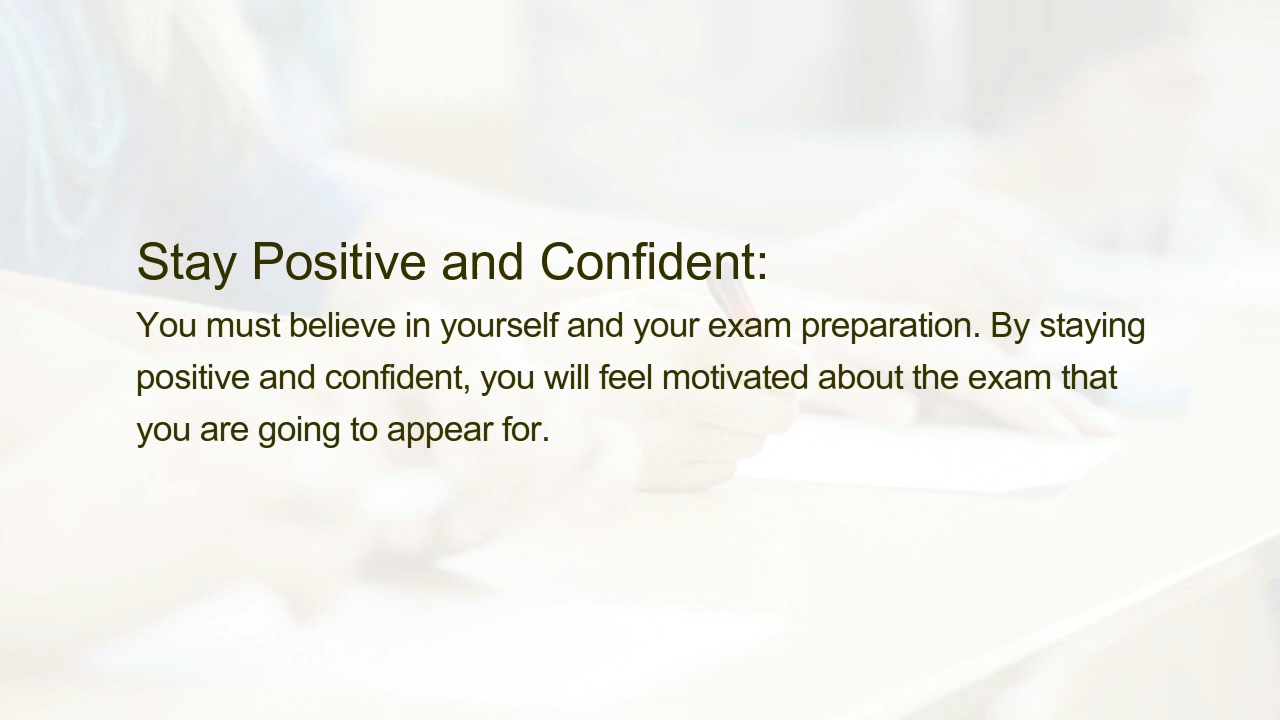 Stay Positive and Confident:
You must believe in yourself and your exam preparation. By staying
positive and confident, you will feel motivated about the exam that
you are going to appear for.